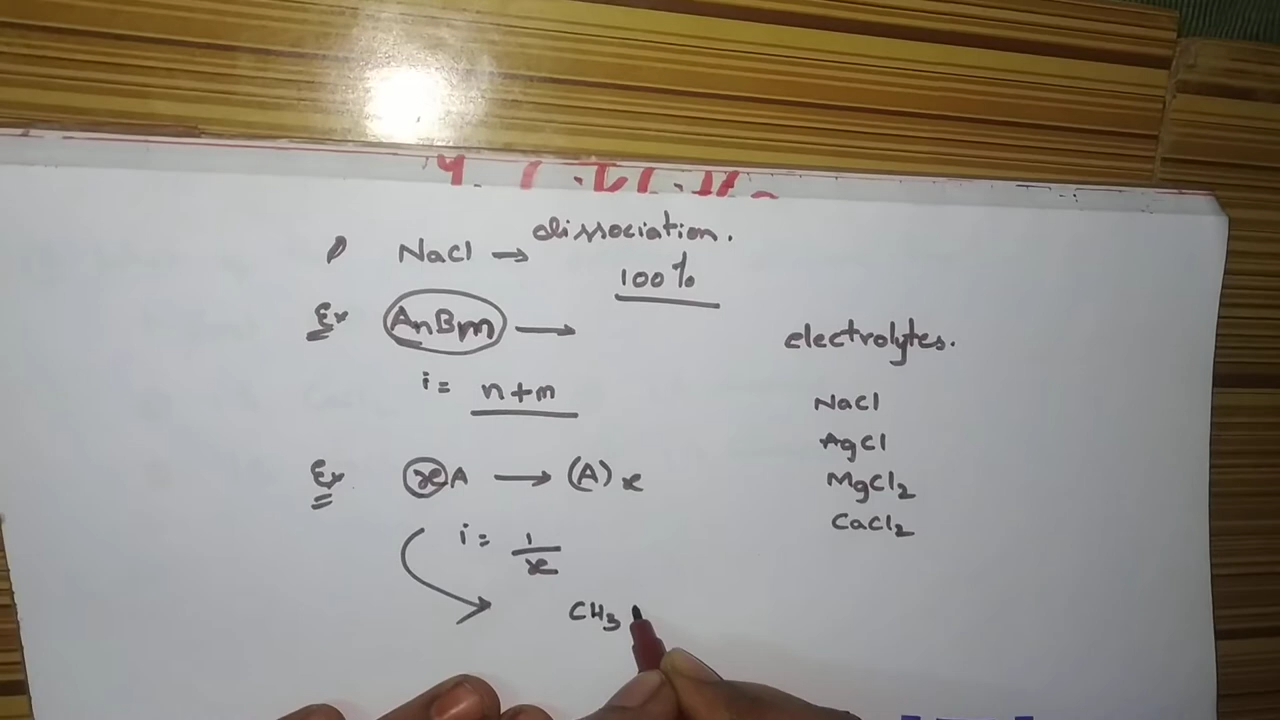 NaCl → dissociation.
100%
Ex AnBm →
i = n+m
Ex xA → (A)x
i = 1/x
CH3
electrolytes.
NaCl
AgCl
MgCl2
CaCl2